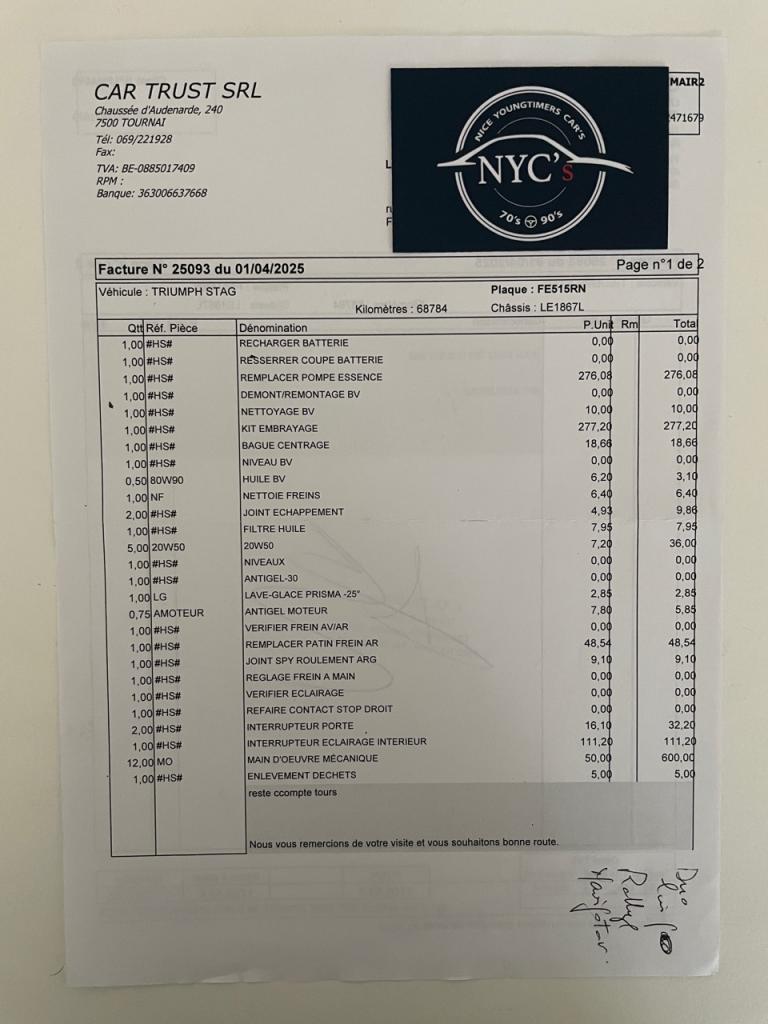 CAR TRUST SRL
Chaussée d'Audenarde, 240
7500 TOURNAI
Tél: 069/221928
Fax:
TVA: BE-0885017409
RPM :
Banque: 363006637668
MAIR2
471679
NICE YOUNGTIMERS CAR'S
NYC's
70's 90's
Facture N° 25093 du 01/04/2025 Page n°1 de 2
Véhicule : TRIUMPH STAG Plaque : FE515RN
Kilomètres : 68784 Châssis : LE1867L
Qtt Réf. Pièce Dénomination P.Unit Rm Total
1,00 #HS# RECHARGER BATTERIE 0,00 0,00
1,00 #HS# RESSERRER COUPE BATTERIE 0,00 0,00
1,00 #HS# REMPLACER POMPE ESSENCE 276,08 276,08
1,00 #HS# DEMONT/REMONTAGE BV 0,00 0,00
1,00 #HS# NETTOYAGE BV 10,00 10,00
1,00 #HS# KIT EMBRAYAGE 277,20 277,20
1,00 #HS# BAGUE CENTRAGE 18,66 18,66
1,00 #HS# NIVEAU BV 0,00 0,00
0,50 80W90 HUILE BV 6,20 3,10
1,00 NF NETTOIE FREINS 6,40 6,40
2,00 #HS# JOINT ECHAPPEMENT 4,93 9,86
1,00 #HS# FILTRE HUILE 7,95 7,95
5,00 20W50 20W50 7,20 36,00
1,00 #HS# NIVEAUX 0,00 0,00
1,00 #HS# ANTIGEL-30 0,00 0,00
1,00 LG LAVE-GLACE PRISMA -25° 2,85 2,85
0,75 AMOTEUR ANTIGEL MOTEUR 7,80 5,85
1,00 #HS# VERIFIER FREIN AV/AR 0,00 0,00
1,00 #HS# REMPLACER PATIN FREIN AR 48,54 48,54
1,00 #HS# JOINT SPY ROULEMENT ARG 9,10 9,10
1,00 #HS# REGLAGE FREIN A MAIN 0,00 0,00
1,00 #HS# VERIFIER ECLAIRAGE 0,00 0,00
1,00 #HS# REFAIRE CONTACT STOP DROIT 0,00 0,00
2,00 #HS# INTERRUPTEUR PORTE 16,10 32,20
1,00 #HS# INTERRUPTEUR ECLAIRAGE INTERIEUR 111,20 111,20
12,00 MO MAIN D'OEUVRE MÉCANIQUE 50,00 600,00
1,00 #HS# ENLEVEMENT DECHETS 5,00 5,00
reste ccompte tours
Nous vous remercions de votre visite et vous souhaitons bonne route.